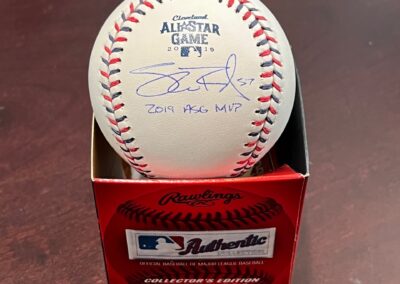 Cleveland
ALL★STAR
GAME
2019
57
2019 ASG MVP
Rawlings
Authentic
COLLECTION
OFFICIAL BASEBALL OF MAJOR LEAGUE BASEBALL
COLLECTOR'S EDITION